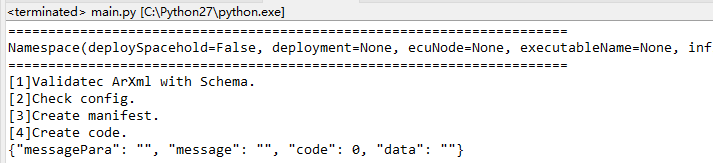 <terminated> main.py [C:\Python27\python.exe]
======================================================================
Namespace(deploySpacehold=False, deployment=None, ecuNode=None, executableName=None, inf
======================================================================
[1]Validatec ArXml with Schema.
[2]Check config.
[3]Create manifest.
[4]Create code.
{"messagePara": "", "message": "", "code": 0, "data": ""}